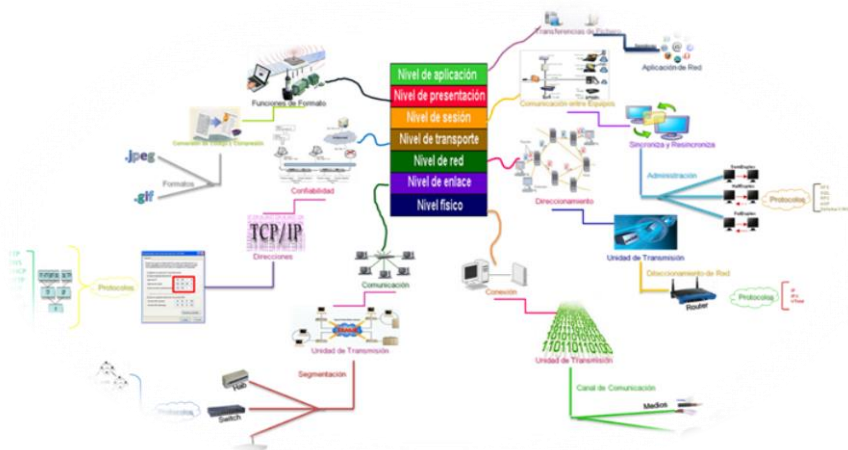 Nivel de aplicación
Nivel de presentación
Nivel de sesión
Nivel de transporte
Nivel de red
Nivel de enlace
Nivel físico
Transferencias de Fichero
Aplicación de Red
Comunicación entre Equipos
Sincroniza y Resincroniza
Administración
Protocolos
Direccionamiento
Unidad de Transmisión
Direccionamiento de Red
Router
Protocolos
Conexión
Unidad de Transmisión
Canal de Comunicación
Medios
Funciones de Formato
.jpeg
Formatos
.gif
Confiabilidad
TCP/IP
Direcciones
Protocolos
Comunicación
Unidad de Transmisión
Segmentación
Hub
Switch
Protocolos